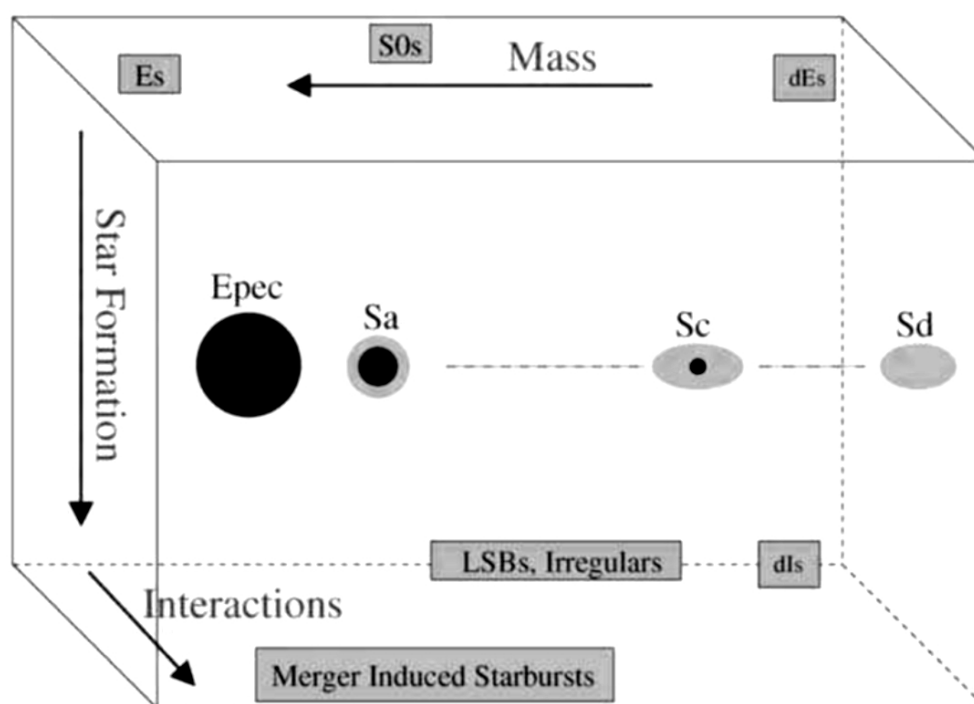 S0s
Mass
Es
dEs
Star Formation
Epec
Sa
Sc
Sd
LSBs, Irregulars
dIs
Interactions
Merger Induced Starbursts